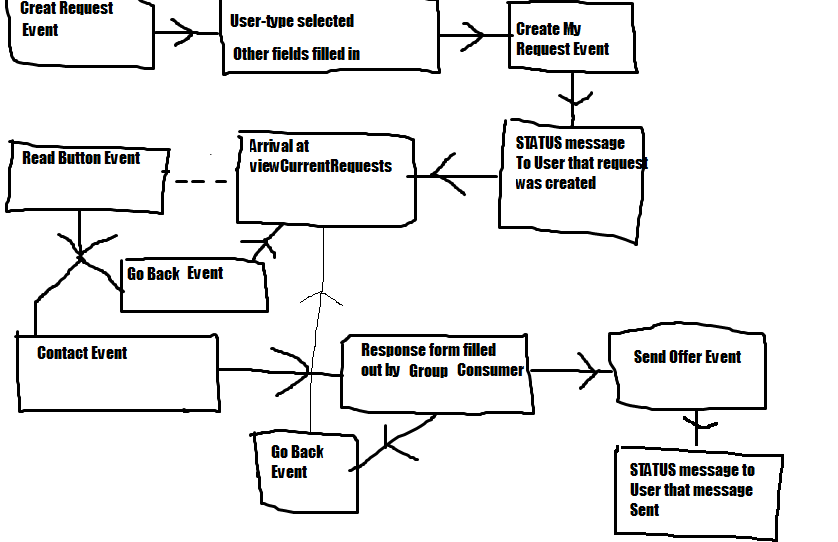 Creat Request
Event
User-type selected
Other fields filled in
Create My
Request Event
Read Button Event
Arrival at
viewCurrentRequests
STATUS message
To User that request
was created
Go Back Event
Contact Event
Response form filled
out by Group Consumer
Send Offer Event
Go Back
Event
STATUS message to
User that message
Sent